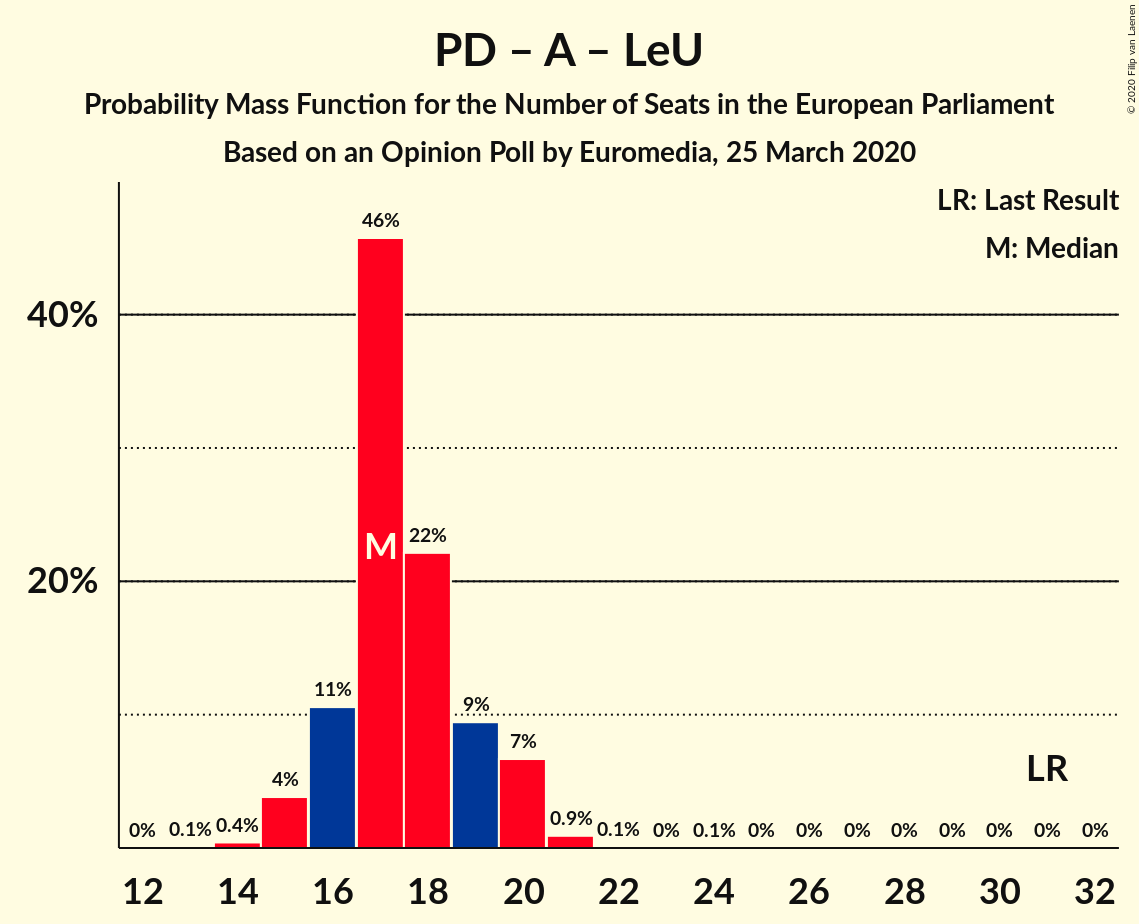 PD – A – LeU
Probability Mass Function for the Number of Seats in the European Parliament
Based on an Opinion Poll by Euromedia, 25 March 2020
© 2020 Filip van Laenen
LR: Last Result
M: Median
40%
20%
0%
0.1%
0.4%
4%
11%
46%
M
22%
9%
7%
0.9%
0.1%
0%
0.1%
0%
0%
0%
0%
0%
0%
0%
0%
LR
12 14 16 18 20 22 24 26 28 30 32